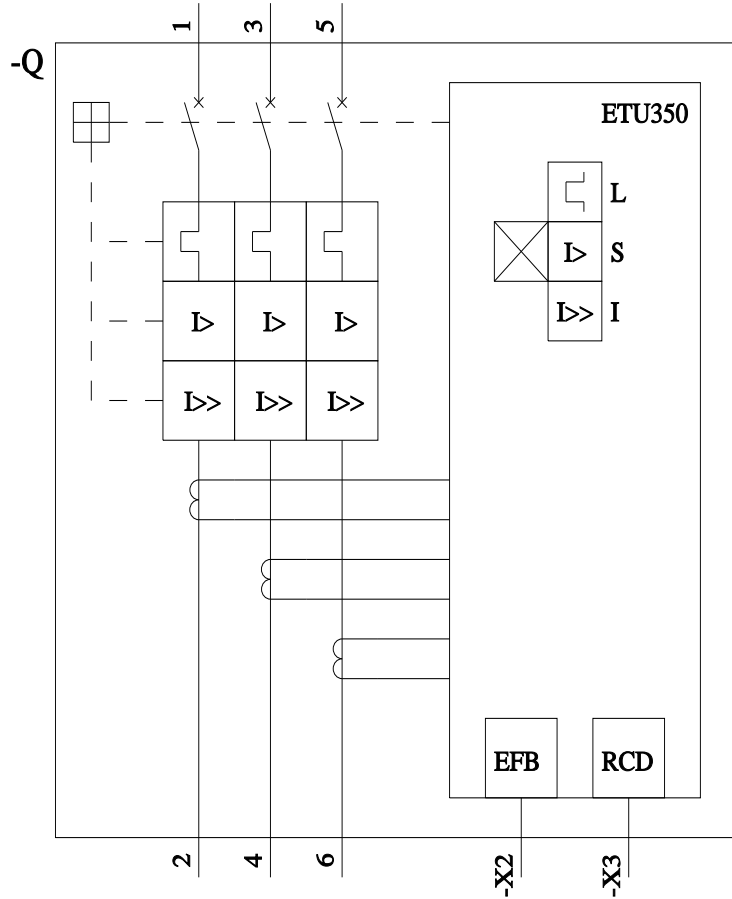 1 3 5
-Q
ETU350
L
I> S
I>> I
I> I> I>
I>> I>> I>>
EFB RCD
2 4 6 -X2 -X3